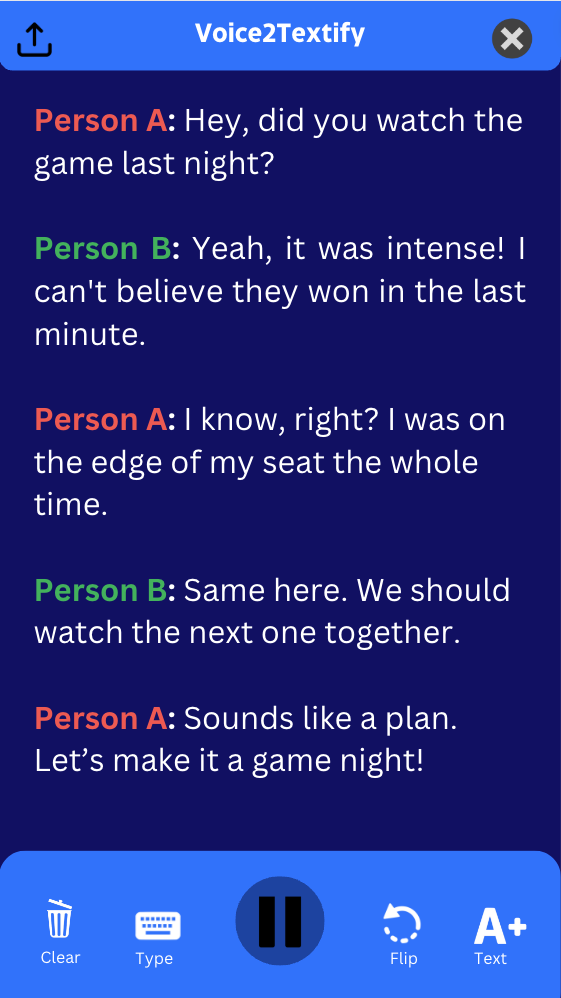 Voice2Textify
Person A: Hey, did you watch the
game last night?
Person B: Yeah, it was intense! I
can't believe they won in the last
minute.
Person A: I know, right? I was on
the edge of my seat the whole
time.
Person B: Same here. We should
watch the next one together.
Person A: Sounds like a plan.
Let’s make it a game night!
A+
Clear Type Flip Text